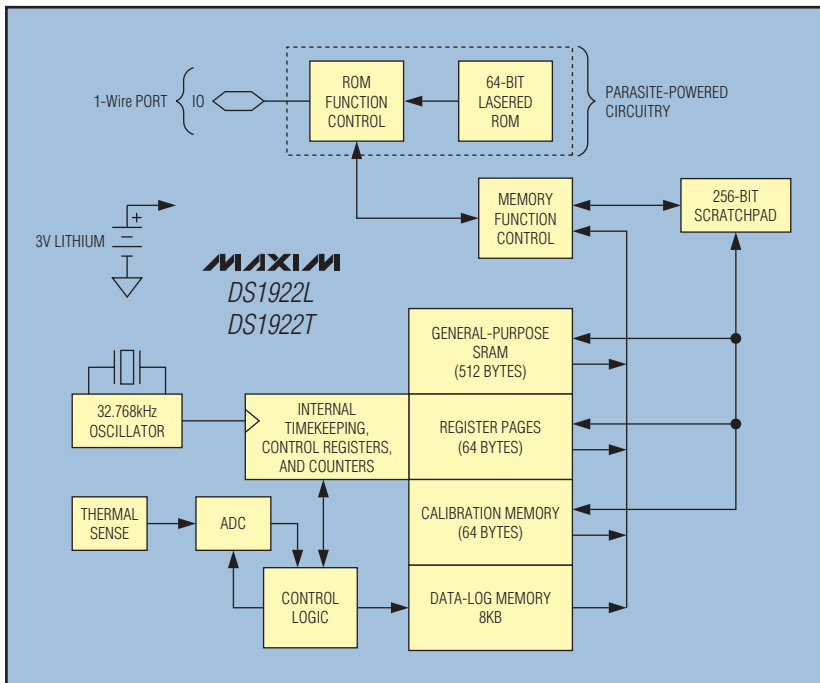 1-Wire PORT
IO
ROM
FUNCTION
CONTROL
64-BIT
LASERED
ROM
PARASITE-POWERED
CIRCUITRY
MEMORY
FUNCTION
CONTROL
256-BIT
SCRATCHPAD
3V LITHIUM
+
MAXIM
DS1922L
DS1922T
GENERAL-PURPOSE
SRAM
(512 BYTES)
32.768kHz
OSCILLATOR
INTERNAL
TIMEKEEPING,
CONTROL REGISTERS,
AND COUNTERS
REGISTER PAGES
(64 BYTES)
THERMAL
SENSE
ADC
CALIBRATION MEMORY
(64 BYTES)
CONTROL
LOGIC
DATA-LOG MEMORY
8KB